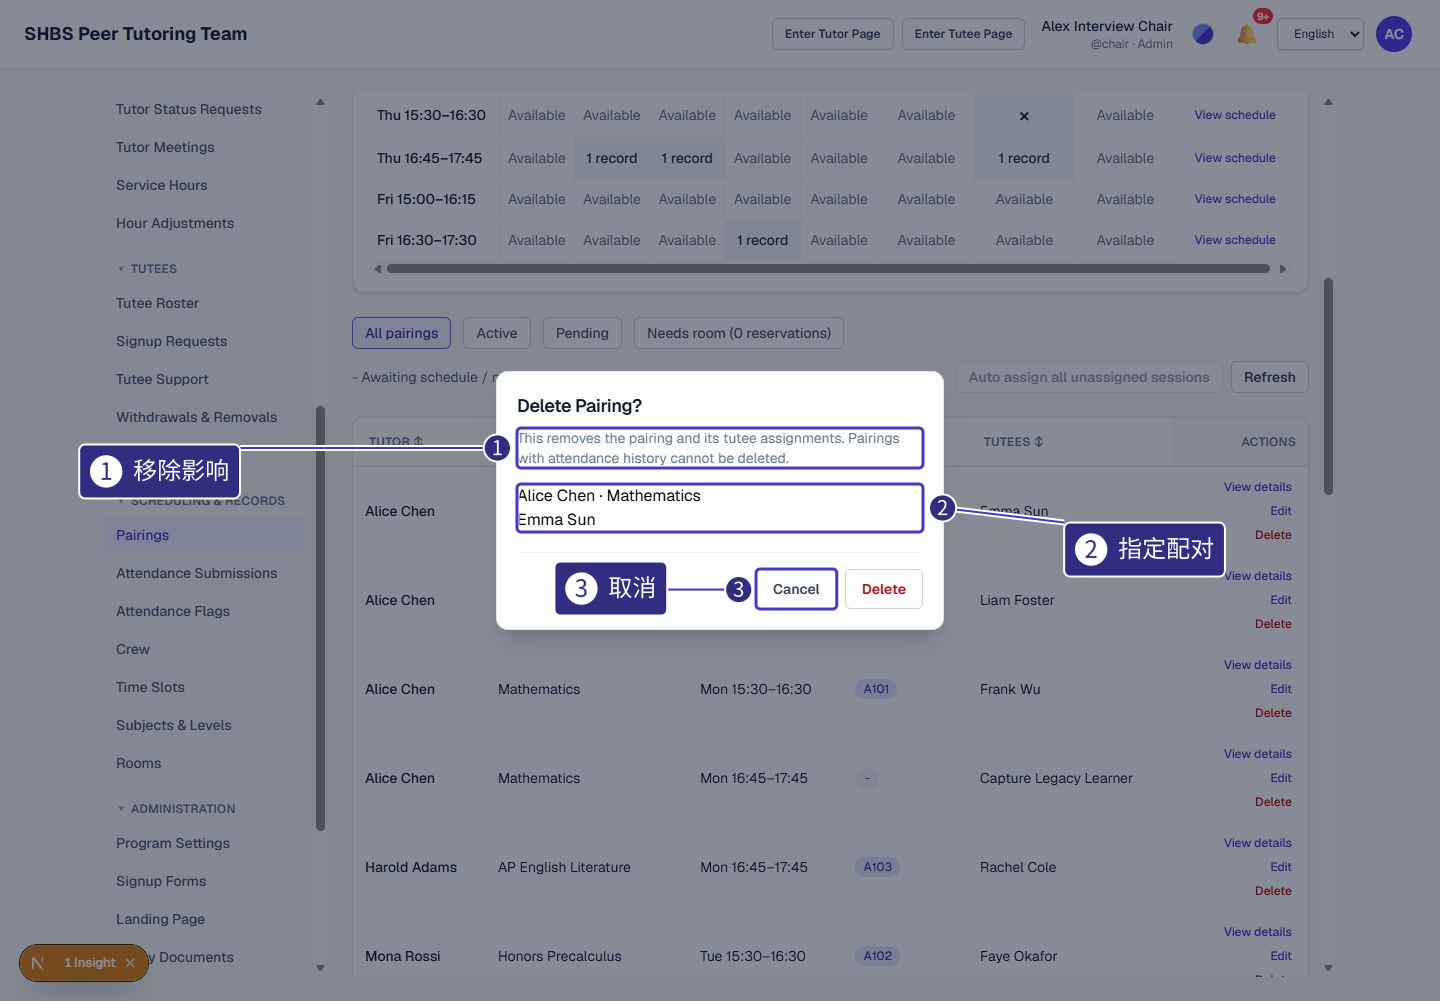 SHBS Peer Tutoring Team
Enter Tutor Page
Enter Tutee Page
Alex Interview Chair
@chair · Admin
9+
English
AC
Tutor Status Requests
Tutor Meetings
Service Hours
Hour Adjustments
TUTEES
Tutee Roster
Signup Requests
Tutee Support
Withdrawals & Removals
SCHEDULING & RECORDS
Pairings
Attendance Submissions
Attendance Flags
Crew
Time Slots
Subjects & Levels
Rooms
ADMINISTRATION
Program Settings
Signup Forms
Landing Page
Documents
1 Insight ×
Thu 15:30–16:30 Available Available Available Available Available Available × Available View schedule
Thu 16:45–17:45 Available 1 record 1 record Available Available Available 1 record Available View schedule
Fri 15:00–16:15 Available Available Available Available Available Available Available Available View schedule
Fri 16:30–17:30 Available Available Available 1 record Available Available Available Available View schedule
All pairings Active Pending Needs room (0 reservations)
- Awaiting schedule /
Auto assign all unassigned sessions Refresh
TUTOR TUTEES ACTIONS
Alice Chen Emma Sun View details
Edit
Delete
Alice Chen Liam Foster View details
Edit
Delete
Alice Chen Mathematics Mon 15:30–16:30 A101 Frank Wu View details
Edit
Delete
Alice Chen Mathematics Mon 16:45–17:45 - Capture Legacy Learner View details
Edit
Delete
Harold Adams AP English Literature Mon 16:45–17:45 A103 Rachel Cole View details
Edit
Delete
Mona Rossi Honors Precalculus Tue 15:30–16:30 A102 Faye Okafor View details
Edit
Delete Pairing?
This removes the pairing and its tutee assignments. Pairings
with attendance history cannot be deleted.
Alice Chen · Mathematics
Emma Sun
Cancel
Delete
1 移除影响
1
2
2 指定配对
3 取消
3